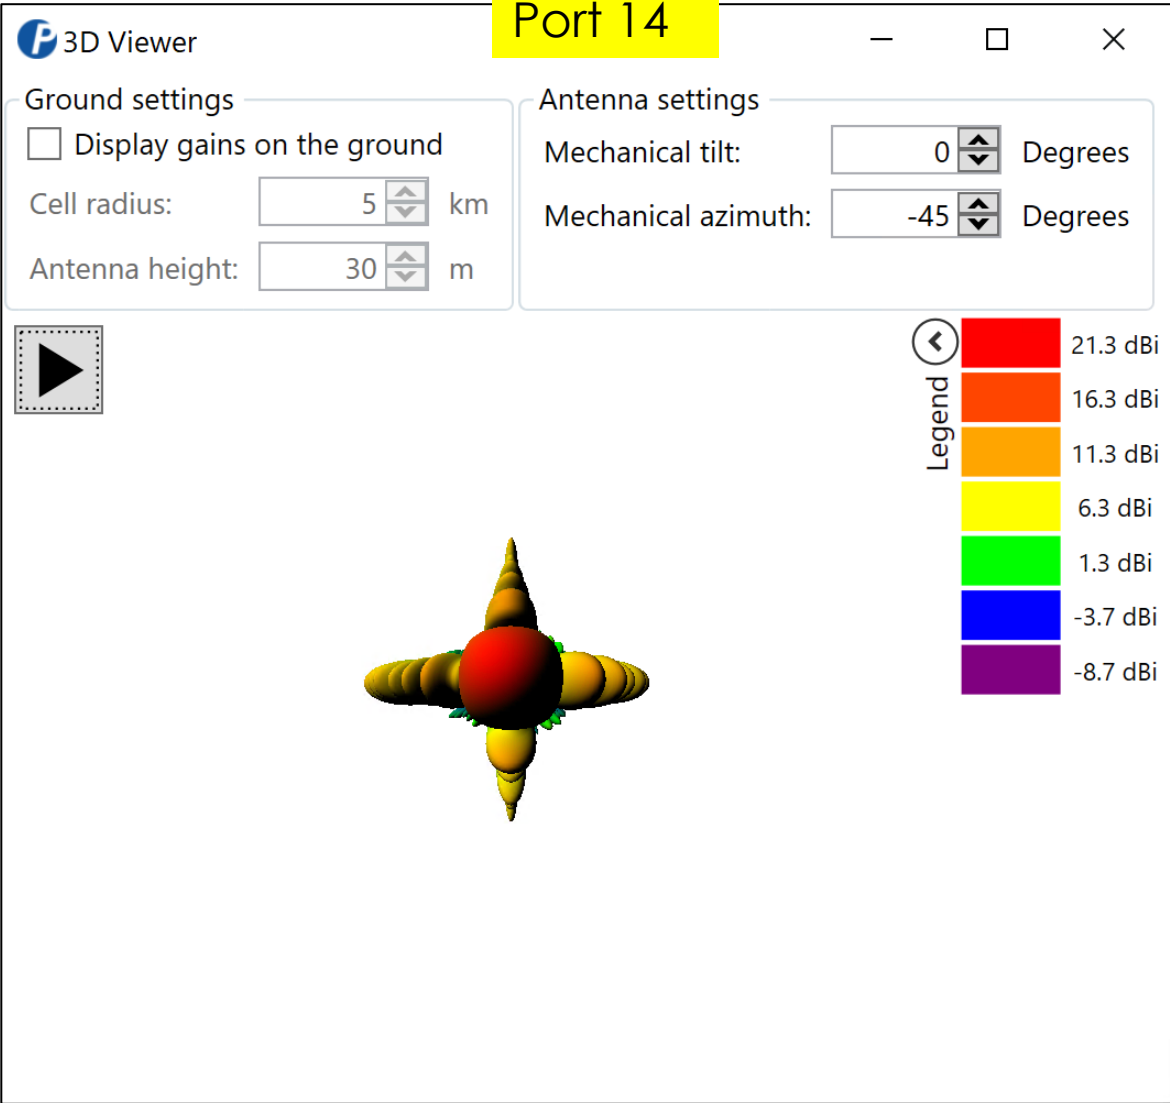 Port 14
3D Viewer
Ground settings
Display gains on the ground
Cell radius: 5 km
Antenna height: 30 m
Antenna settings
Mechanical tilt: 0 Degrees
Mechanical azimuth: -45 Degrees
Legend
21.3 dBi
16.3 dBi
11.3 dBi
6.3 dBi
1.3 dBi
-3.7 dBi
-8.7 dBi